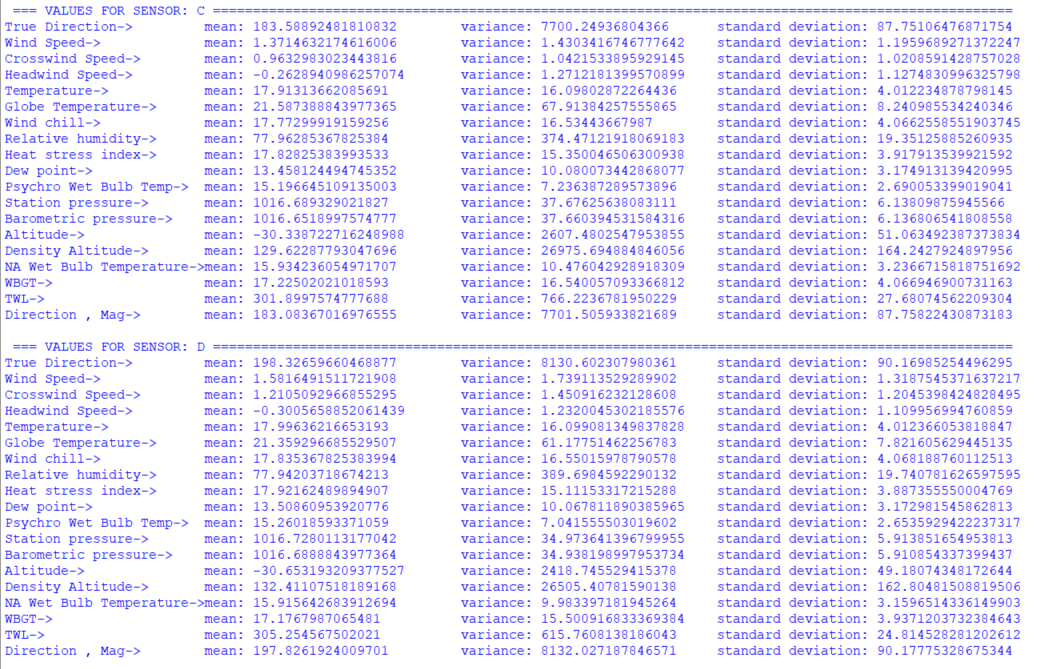 === VALUES FOR SENSOR: C ====================================================================================================
True Direction-> mean: 183.58892481810832 variance: 7700.24936804366 standard deviation: 87.75106476871754
Wind Speed-> mean: 1.3714632174616006 variance: 1.4303416746777642 standard deviation: 1.1959689271372247
Crosswind Speed-> mean: 0.9632983023443816 variance: 1.0421533895929145 standard deviation: 1.0208591428757028
Headwind Speed-> mean: -0.2628940986257074 variance: 1.2712181399570899 standard deviation: 1.1274830996325798
Temperature-> mean: 17.91313662085691 variance: 16.09802872264436 standard deviation: 4.012234878798145
Globe Temperature-> mean: 21.587388843977365 variance: 67.91384257555865 standard deviation: 8.240985534240346
Wind chill-> mean: 17.77299919159256 variance: 16.53443667987 standard deviation: 4.0662558551903745
Relative humidity-> mean: 77.96285367825384 variance: 374.47121918069183 standard deviation: 19.35125885260935
Heat stress index-> mean: 17.82825383993533 variance: 15.350046506300938 standard deviation: 3.917913539921592
Dew point-> mean: 13.458124494745352 variance: 10.080073442868077 standard deviation: 3.174913139420995
Psychro Wet Bulb Temp-> mean: 15.196645109135003 variance: 7.236387289573896 standard deviation: 2.690053399019041
Station pressure-> mean: 1016.689329021827 variance: 37.67625638083111 standard deviation: 6.13809875945566
Barometric pressure-> mean: 1016.6518997574777 variance: 37.660394531584316 standard deviation: 6.136806541808558
Altitude-> mean: -30.338722716248988 variance: 2607.4802547953855 standard deviation: 51.063492387373834
Density Altitude-> mean: 129.62287793047696 variance: 26975.694884846056 standard deviation: 164.2427924897956
NA Wet Bulb Temperature->mean: 15.934236054971707 variance: 10.476042928918309 standard deviation: 3.2366715818751692
WBGT-> mean: 17.22502021018593 variance: 16.540057093366812 standard deviation: 4.066946900731163
TWL-> mean: 301.8997574777688 variance: 766.2236781950229 standard deviation: 27.68074562209304
Direction , Mag-> mean: 183.08367016976555 variance: 7701.505933821689 standard deviation: 87.75822430873183
=== VALUES FOR SENSOR: D ====================================================================================================
True Direction-> mean: 198.32659660468877 variance: 8130.602307980361 standard deviation: 90.16985254496295
Wind Speed-> mean: 1.5816491511721908 variance: 1.739113529289902 standard deviation: 1.3187545371637217
Crosswind Speed-> mean: 1.2105092966855295 variance: 1.450916232128608 standard deviation: 1.2045398424828495
Headwind Speed-> mean: -0.3005658852061439 variance: 1.2320045302185576 standard deviation: 1.109956994760859
Temperature-> mean: 17.99636216653193 variance: 16.099081349837828 standard deviation: 4.012366053818847
Globe Temperature-> mean: 21.359296685529507 variance: 61.17751462256783 standard deviation: 7.821605629445135
Wind chill-> mean: 17.835367825383994 variance: 16.55015978790578 standard deviation: 4.068188760112513
Relative humidity-> mean: 77.94203718674213 variance: 389.6984592290132 standard deviation: 19.740781626597595
Heat stress index-> mean: 17.92162489894907 variance: 15.11153317215288 standard deviation: 3.887355550004769
Dew point-> mean: 13.50860953920776 variance: 10.067811890385965 standard deviation: 3.172981545862813
Psychro Wet Bulb Temp-> mean: 15.26018593371059 variance: 7.041555503019602 standard deviation: 2.6535929422237317
Station pressure-> mean: 1016.7280113177042 variance: 34.973641396799955 standard deviation: 5.913851654953813
Barometric pressure-> mean: 1016.6888843977364 variance: 34.938198997953734 standard deviation: 5.910854337399437
Altitude-> mean: -30.653193209377527 variance: 2418.745529415378 standard deviation: 49.18074348172644
Density Altitude-> mean: 132.41107518189168 variance: 26505.40781590138 standard deviation: 162.804815088 19506
NA Wet Bulb Temperature->mean: 15.915642683912694 variance: 9.983397181945264 standard deviation: 3.1596514336149903
WBGT-> mean: 17.1767987065481 variance: 15.500916833369384 standard deviation: 3.9371203732384643
TWL-> mean: 305.254567502021 variance: 615.7608138186043 standard deviation: 24.814528281202612
Direction , Mag-> mean: 197.8261924009701 variance: 8132.027187846571 standard deviation: 90.17775328675344